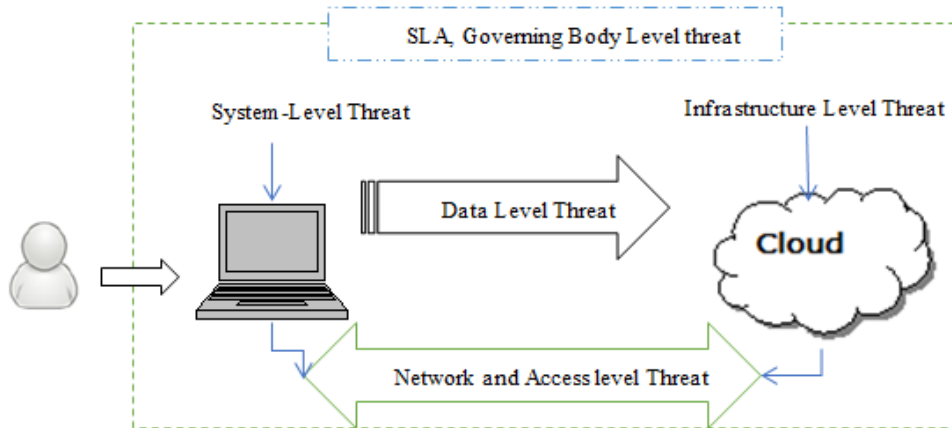 SLA, Governing Body Level threat
System-Level Threat
Infrastructure Level Threat
Data Level Threat
Cloud
Network and Access level Threat